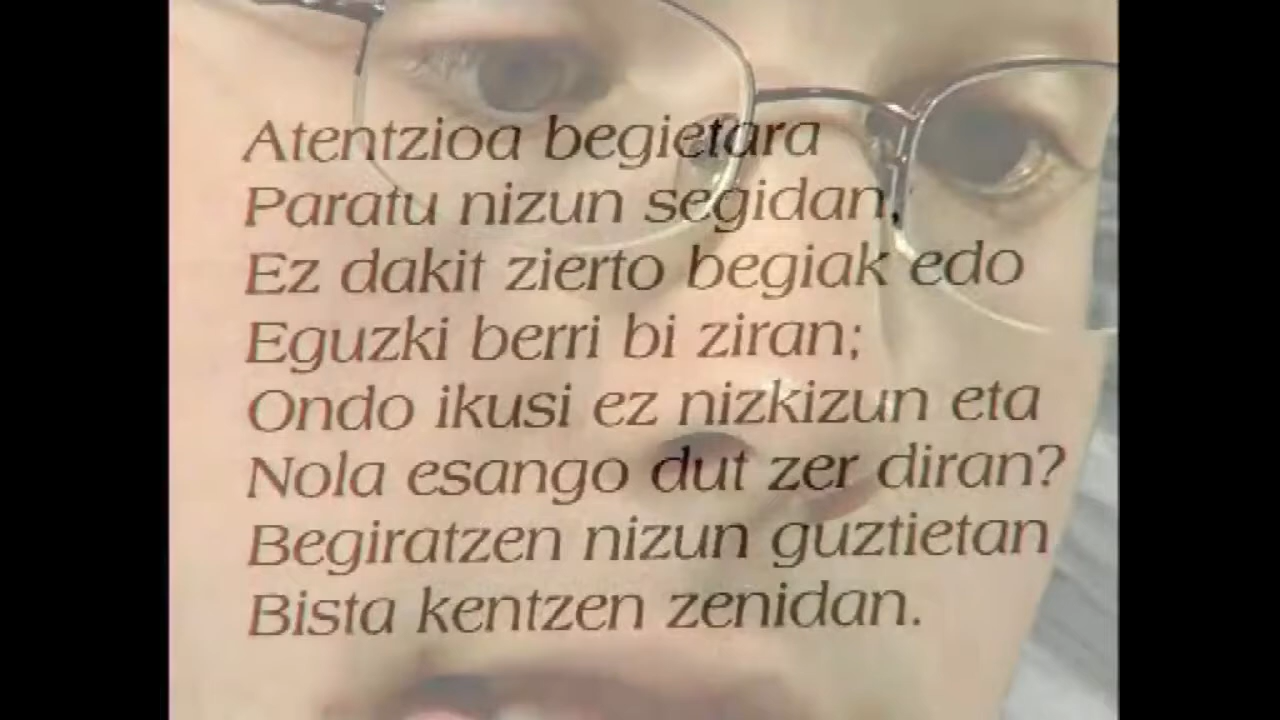 Atentzioa begietara
Paratu nizun segidan,
Ez dakit zierto begiak edo
Eguzki berri bi ziran;
Ondo ikusi ez nizkizun eta
Nola esango dut zer diran?
Begiratzen nizun guztietan
Bista kentzen zenidan.